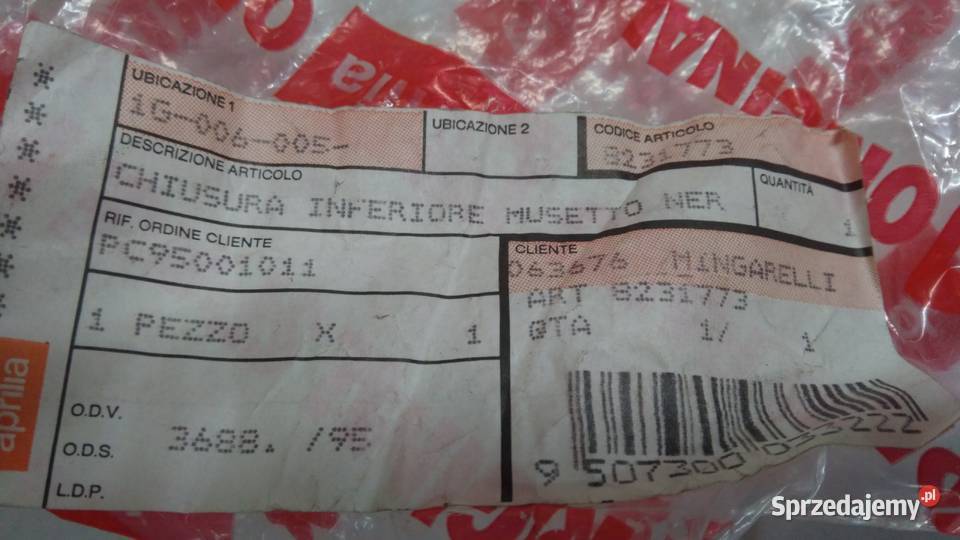 UBICAZIONE 1
iG-006-005-
UBICAZIONE 2
CODICE ARTICOLO
8231773
DESCRIZIONE ARTICOLO
CHIUSURA INFERIORE MUSETTO NER
QUANTITÀ
1
RIF. ORDINE CLIENTE
PC95001011
CLIENTE
063676 MINGARELLI
ART 8231773
1 PEZZO X 1
QTA 1/ 1
O.D.V.
O.D.S.
3688. /95
L.D.P.
9 507300 033222
aprilia
Sprzedajemy.pl